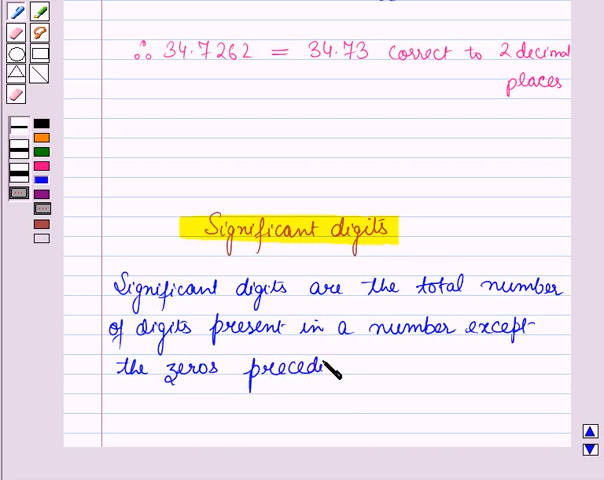 ∴ 34.7262 = 34.73 correct to 2 decimal
places
Significant digits
Significant digits are the total number
of digits present in a number except
the zeros precedi